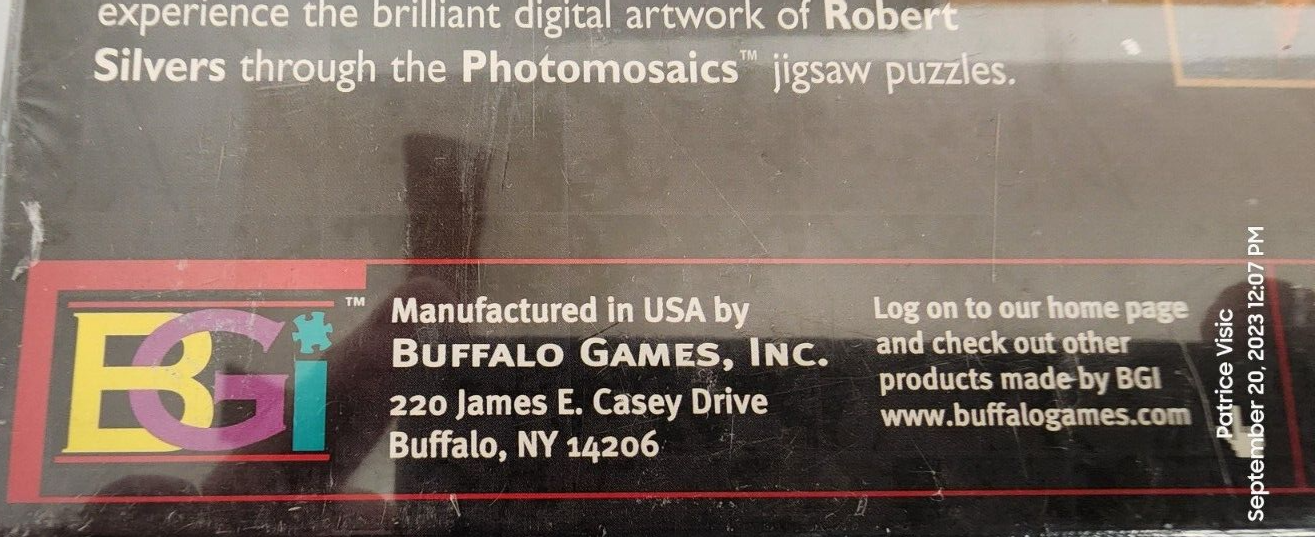 experience the brilliant digital artwork of Robert
Silvers through the Photomosaics™ jigsaw puzzles.
BGi™
Manufactured in USA by
BUFFALO GAMES, INC.
220 James E. Casey Drive
Buffalo, NY 14206
Log on to our home page
and check out other
products made by BGI
www.buffalogames.com
Patrice Visic
September 20, 2023 12:07 PM